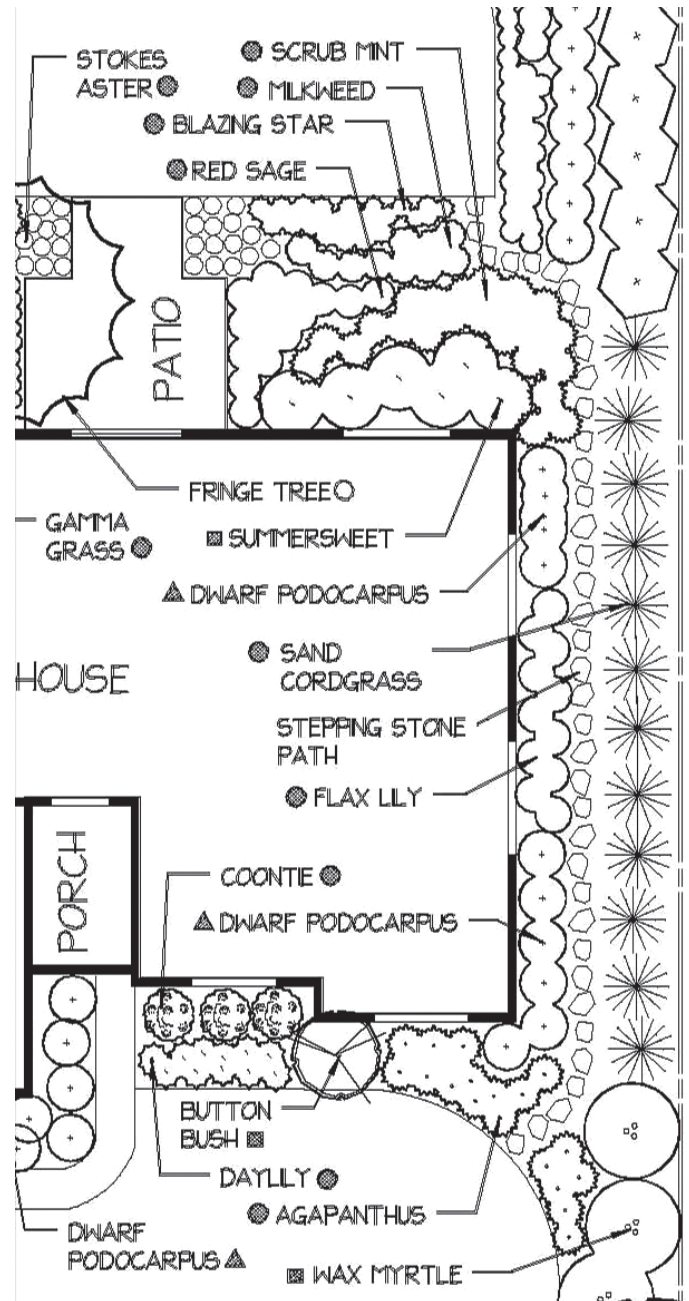 STOKES
ASTER
SCRUB MINT
MILKWEED
BLAZING STAR
RED SAGE
PATIO
FRINGE TREE
GAMMA
GRASS
SUMMERSWEET
DWARF PODOCARPUS
SAND
CORDGRASS
HOUSE
STEPPING STONE
PATH
FLAX LILY
PORCH
COONTIE
DWARF PODOCARPUS
BUTTON
BUSH
DAYLILY
AGAPANTHUS
DWARF
PODOCARPUS
WAX MYRTLE